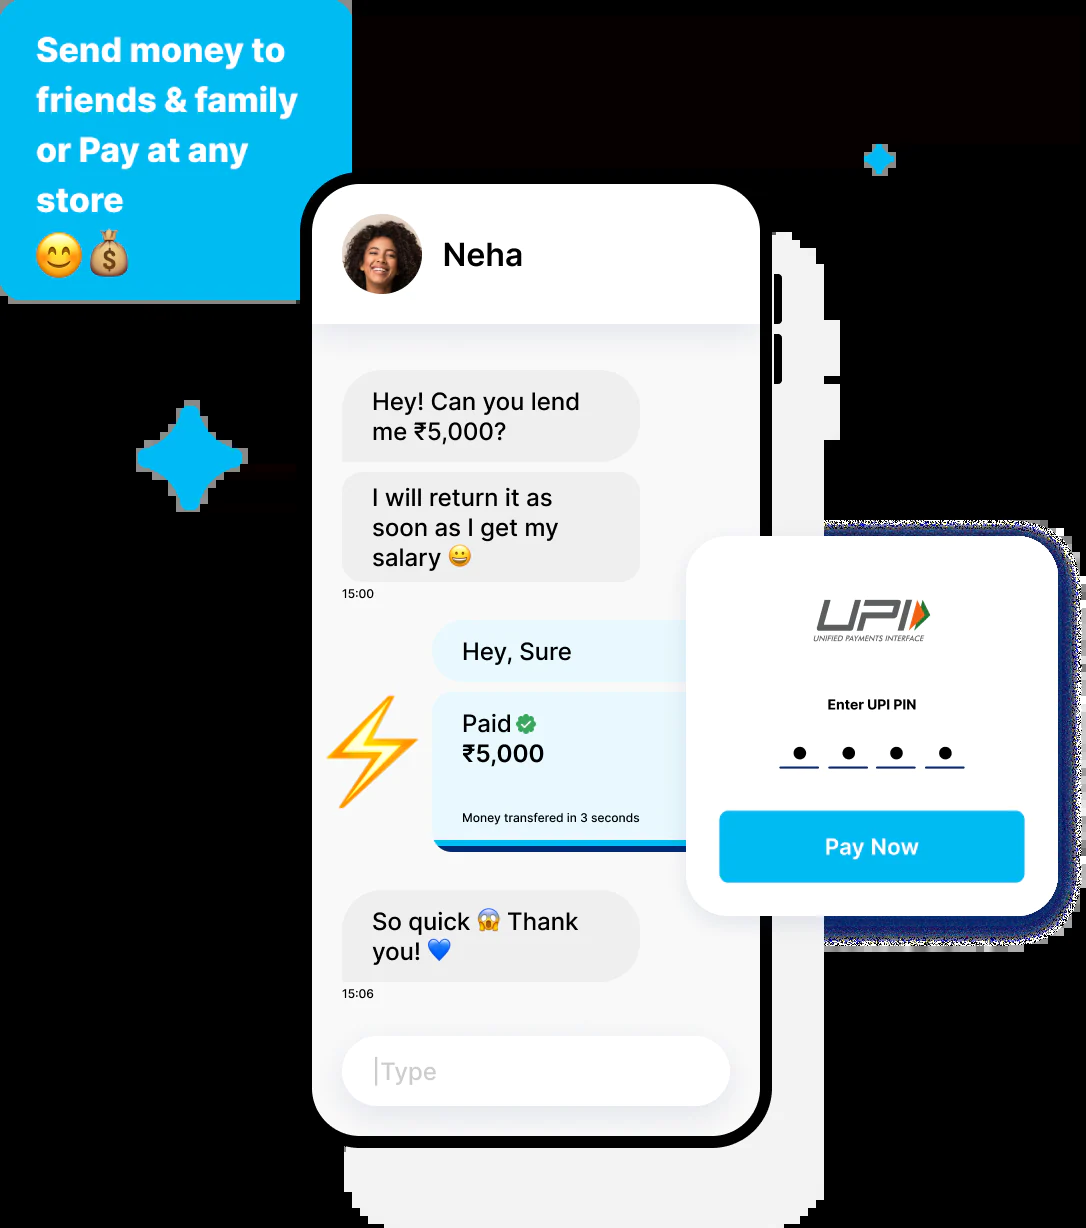 Send money to
friends & family
or Pay at any
store
😊💰
Neha
Hey! Can you lend
me ₹5,000?
I will return it as
soon as I get my
salary 😀
15:00
Hey, Sure
Paid
₹5,000
Money transfered in 3 seconds
UPI
UNIFIED PAYMENTS INTERFACE
Enter UPI PIN
Pay Now
So quick 😱 Thank
you! 💙
15:06
Type